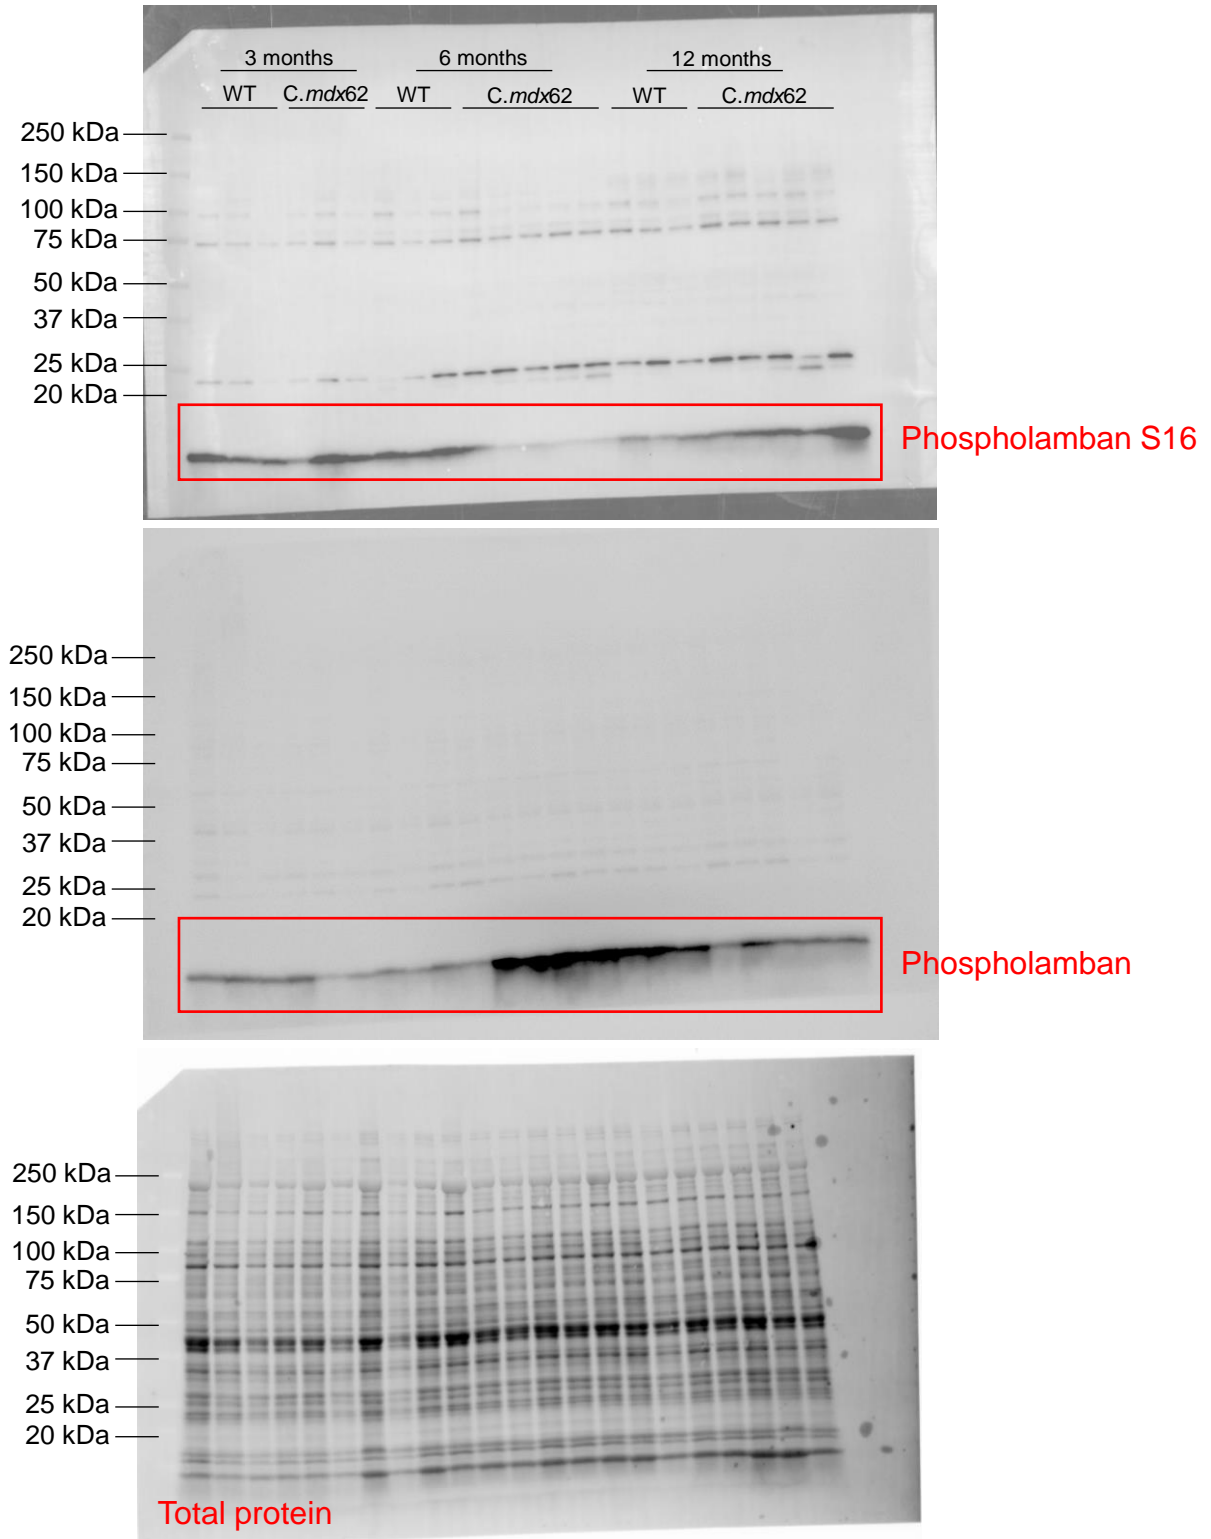 3 months 6 months 12 months
WT C.mdx62 WT C.mdx62 WT C.mdx62
250 kDa
150 kDa
100 kDa
75 kDa
50 kDa
37 kDa
25 kDa
20 kDa
Phospholamban S16
250 kDa
150 kDa
100 kDa
75 kDa
50 kDa
37 kDa
25 kDa
20 kDa
Phospholamban
250 kDa
150 kDa
100 kDa
75 kDa
50 kDa
37 kDa
25 kDa
20 kDa
Total protein